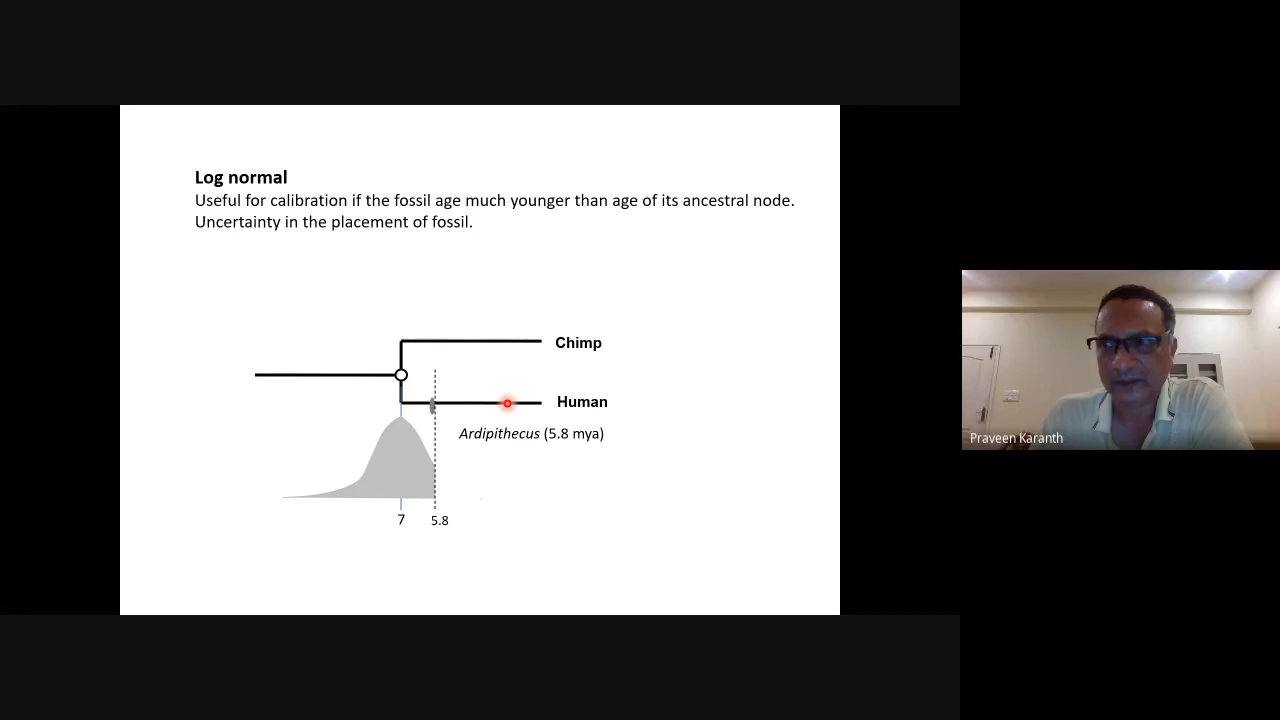 Log normal
Useful for calibration if the fossil age much younger than age of its ancestral node.
Uncertainty in the placement of fossil.
Chimp
Human
Ardipithecus (5.8 mya)
7
5.8
Praveen Karanth